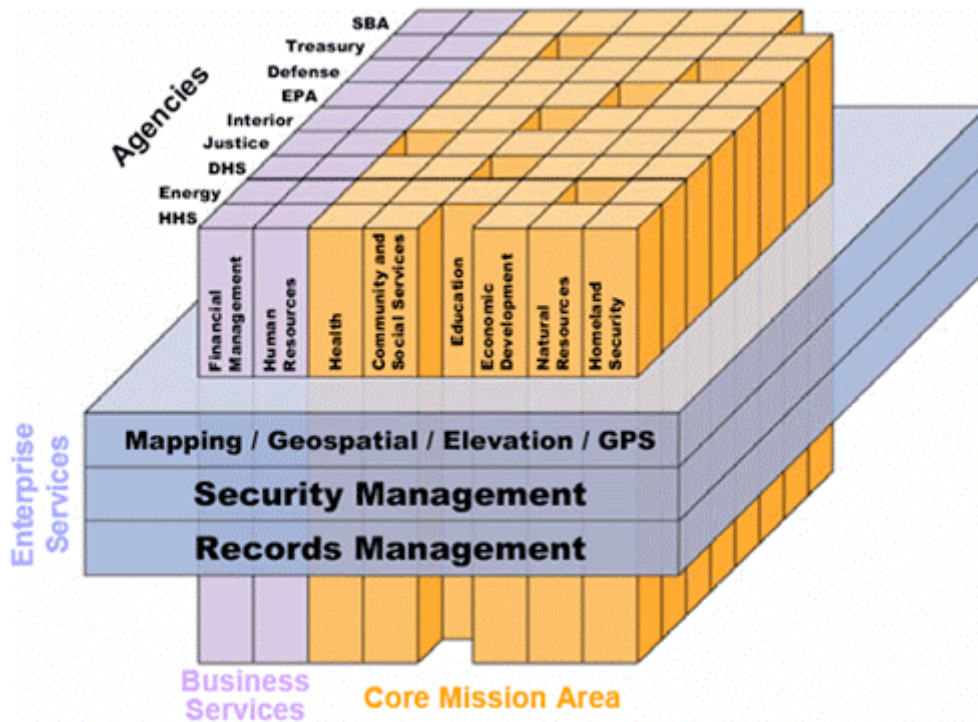 SBA
Treasury
Defense
EPA
Interior
Justice
DHS
Energy
HHS
Agencies
Financial
Management
Human
Resources
Health
Community and
Social Services
Education
Economic
Development
Natural
Resources
Homeland
Security
Enterprise
Services
Mapping / Geospatial / Elevation / GPS
Security Management
Records Management
Business
Services
Core Mission Area